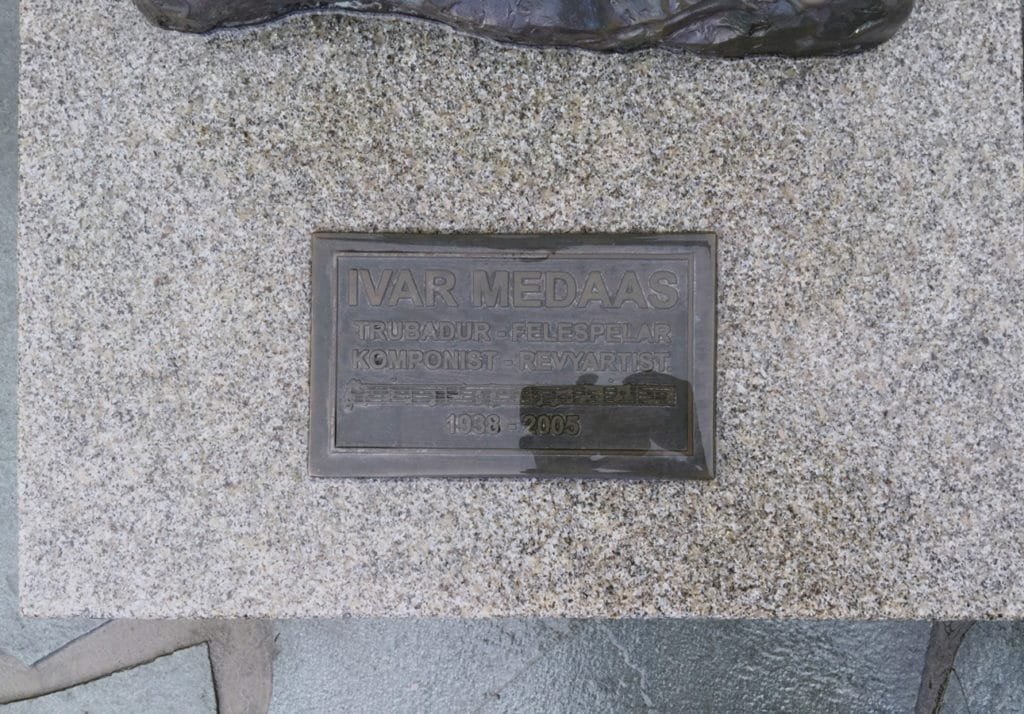 IVAR MEDAAS
TRUBADUR - FELESPELAR
KOMPONIST - REVYARTIST
1938 - 2005